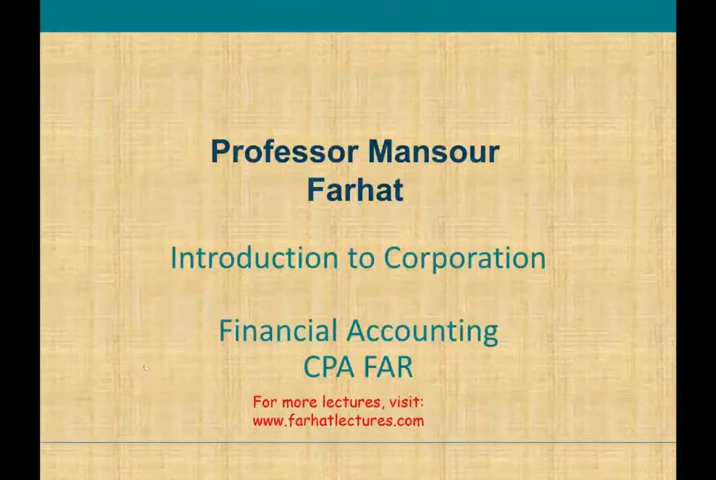 Professor Mansour
Farhat
Introduction to Corporation
Financial Accounting
CPA FAR
For more lectures, visit:
www.farhatlectures.com